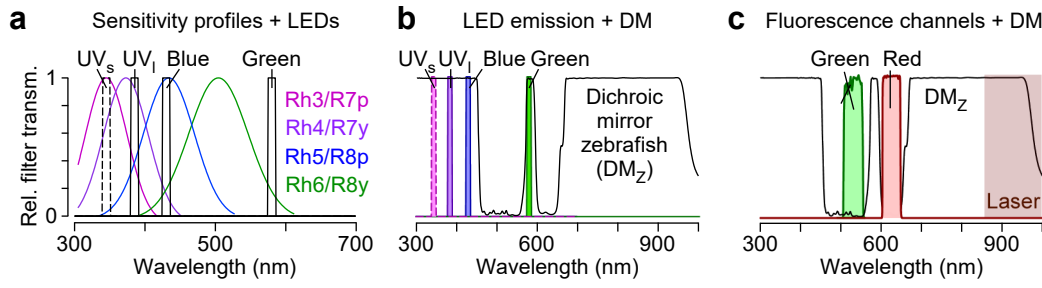 a Sensitivity profiles + LEDs
UVs UVl Blue Green
Rel. filter transm.
1
0
Rh3/R7p
Rh4/R7y
Rh5/R8p
Rh6/R8y
300 500 700
Wavelength (nm)
b LED emission + DM
UVs UVl Blue Green
Dichroic
mirror
zebrafish
(DMZ)
300 600 900
Wavelength (nm)
c Fluorescence channels + DM
Green Red
DMZ
Laser
300 600 900
Wavelength (nm)